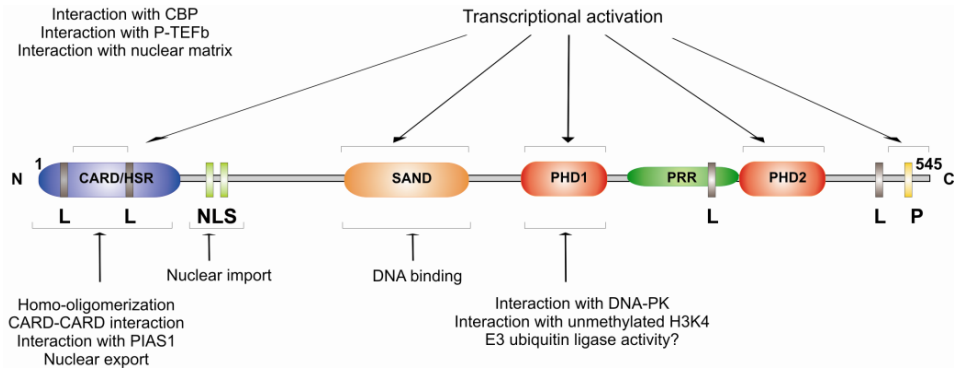 Interaction with CBP
Interaction with P-TEFb
Interaction with nuclear matrix
Transcriptional activation
1
545
N
CARD/HSR
SAND
PHD1
PRR
PHD2
C
L
L
NLS
L
L
P
Nuclear import
DNA binding
Homo-oligomerization
CARD-CARD interaction
Interaction with PIAS1
Nuclear export
Interaction with DNA-PK
Interaction with unmethylated H3K4
E3 ubiquitin ligase activity?